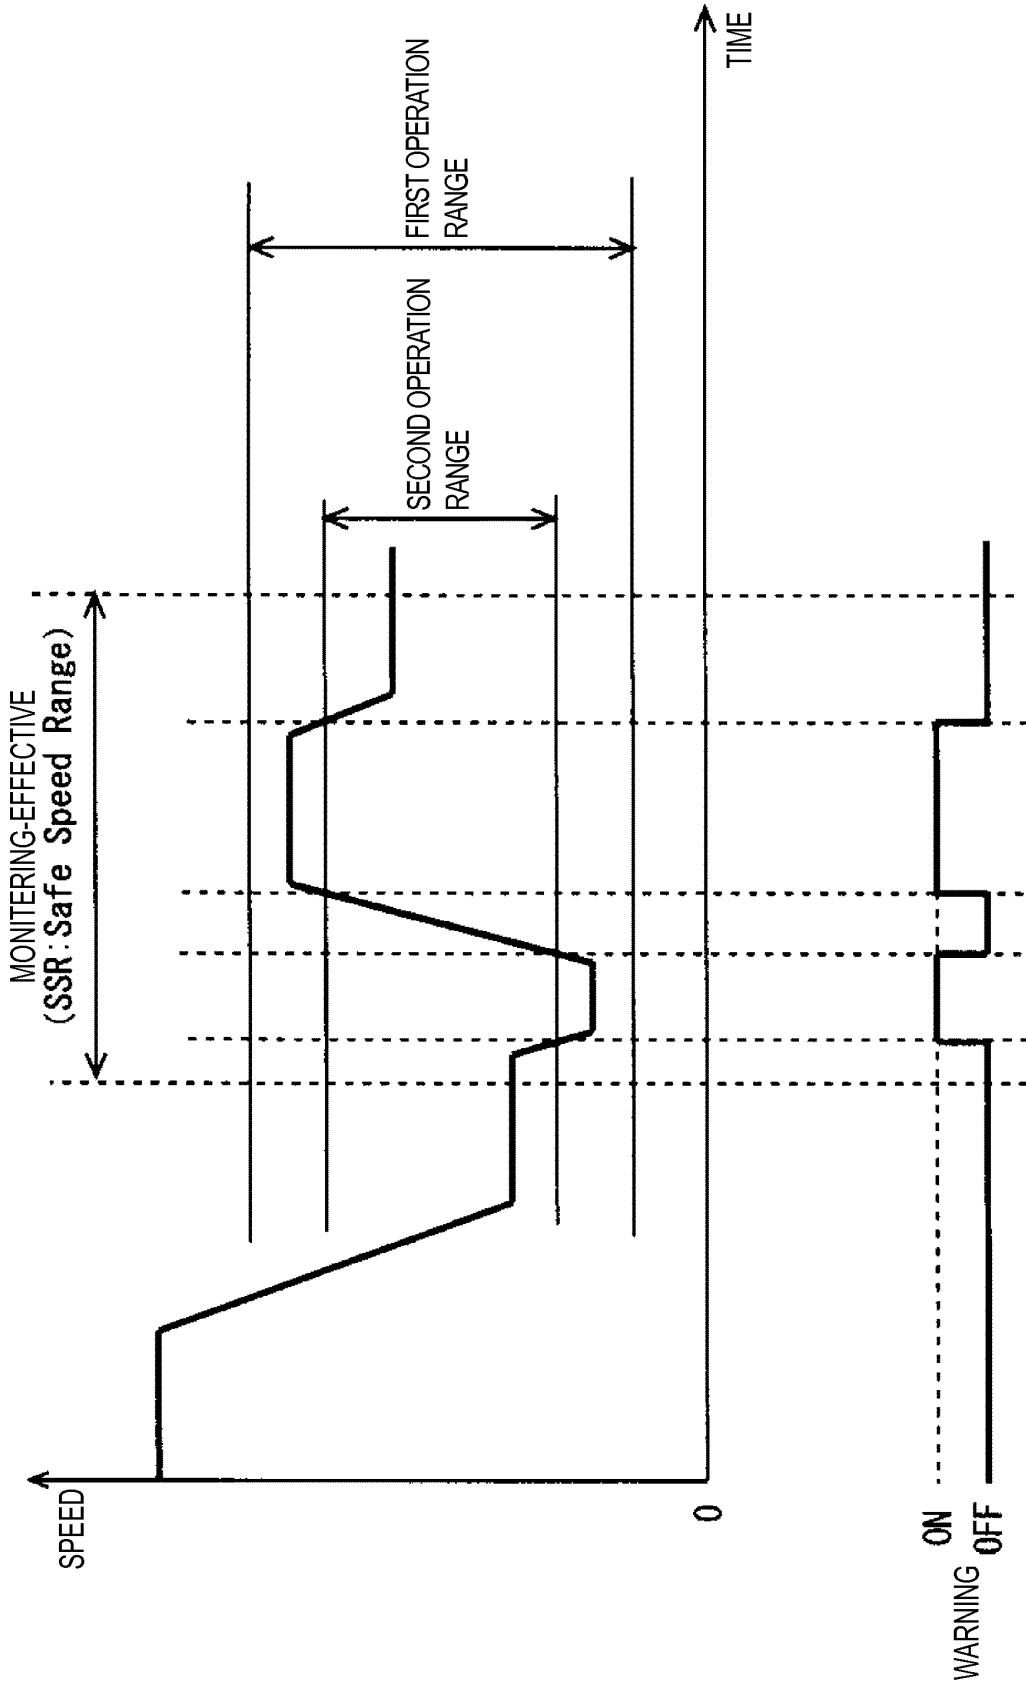 MONITERING-EFFECTIVE
(SSR:Safe Speed Range)
SPEED
FIRST OPERATION
RANGE
SECOND OPERATION
RANGE
0
TIME
WARNING
ON
OFF